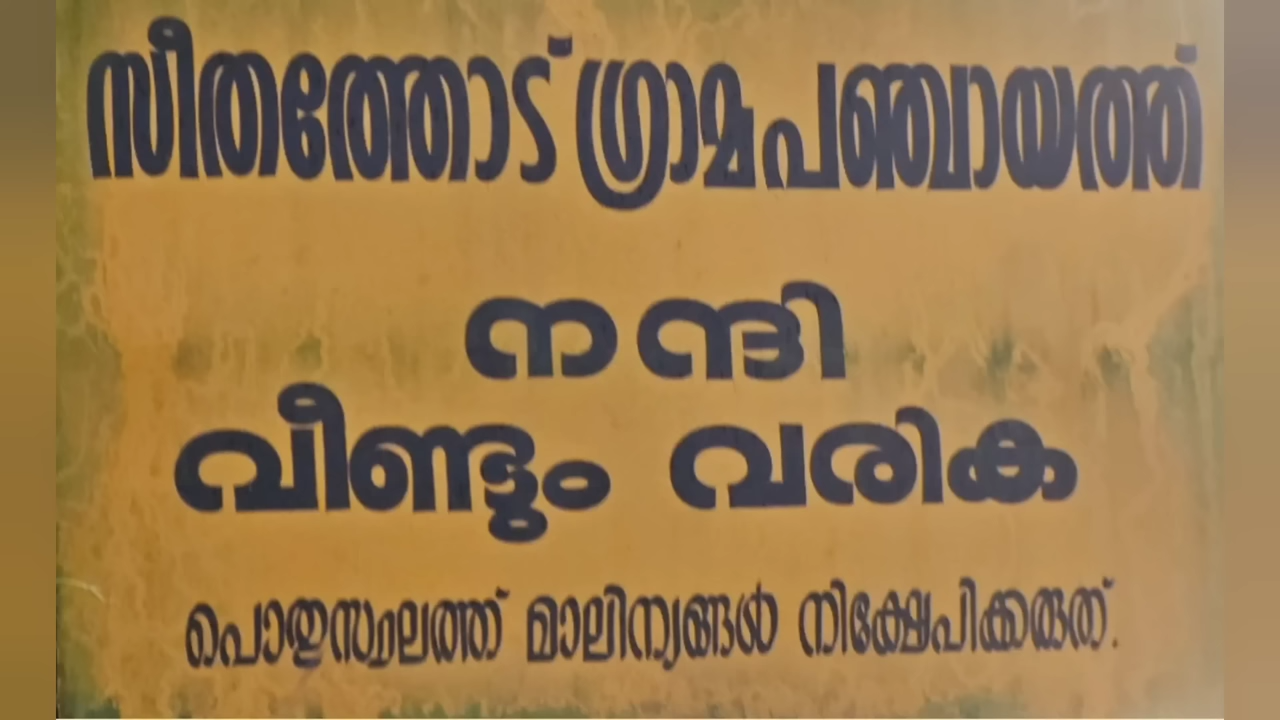 സീതത്തോട് ഗ്രാമപഞ്ചായത്ത്
നന്ദി
വീണ്ടും വരിക
പൊതുസ്ഥലത്ത് മാലിന്യങ്ങൾ നിക്ഷേപിക്കരുത്.